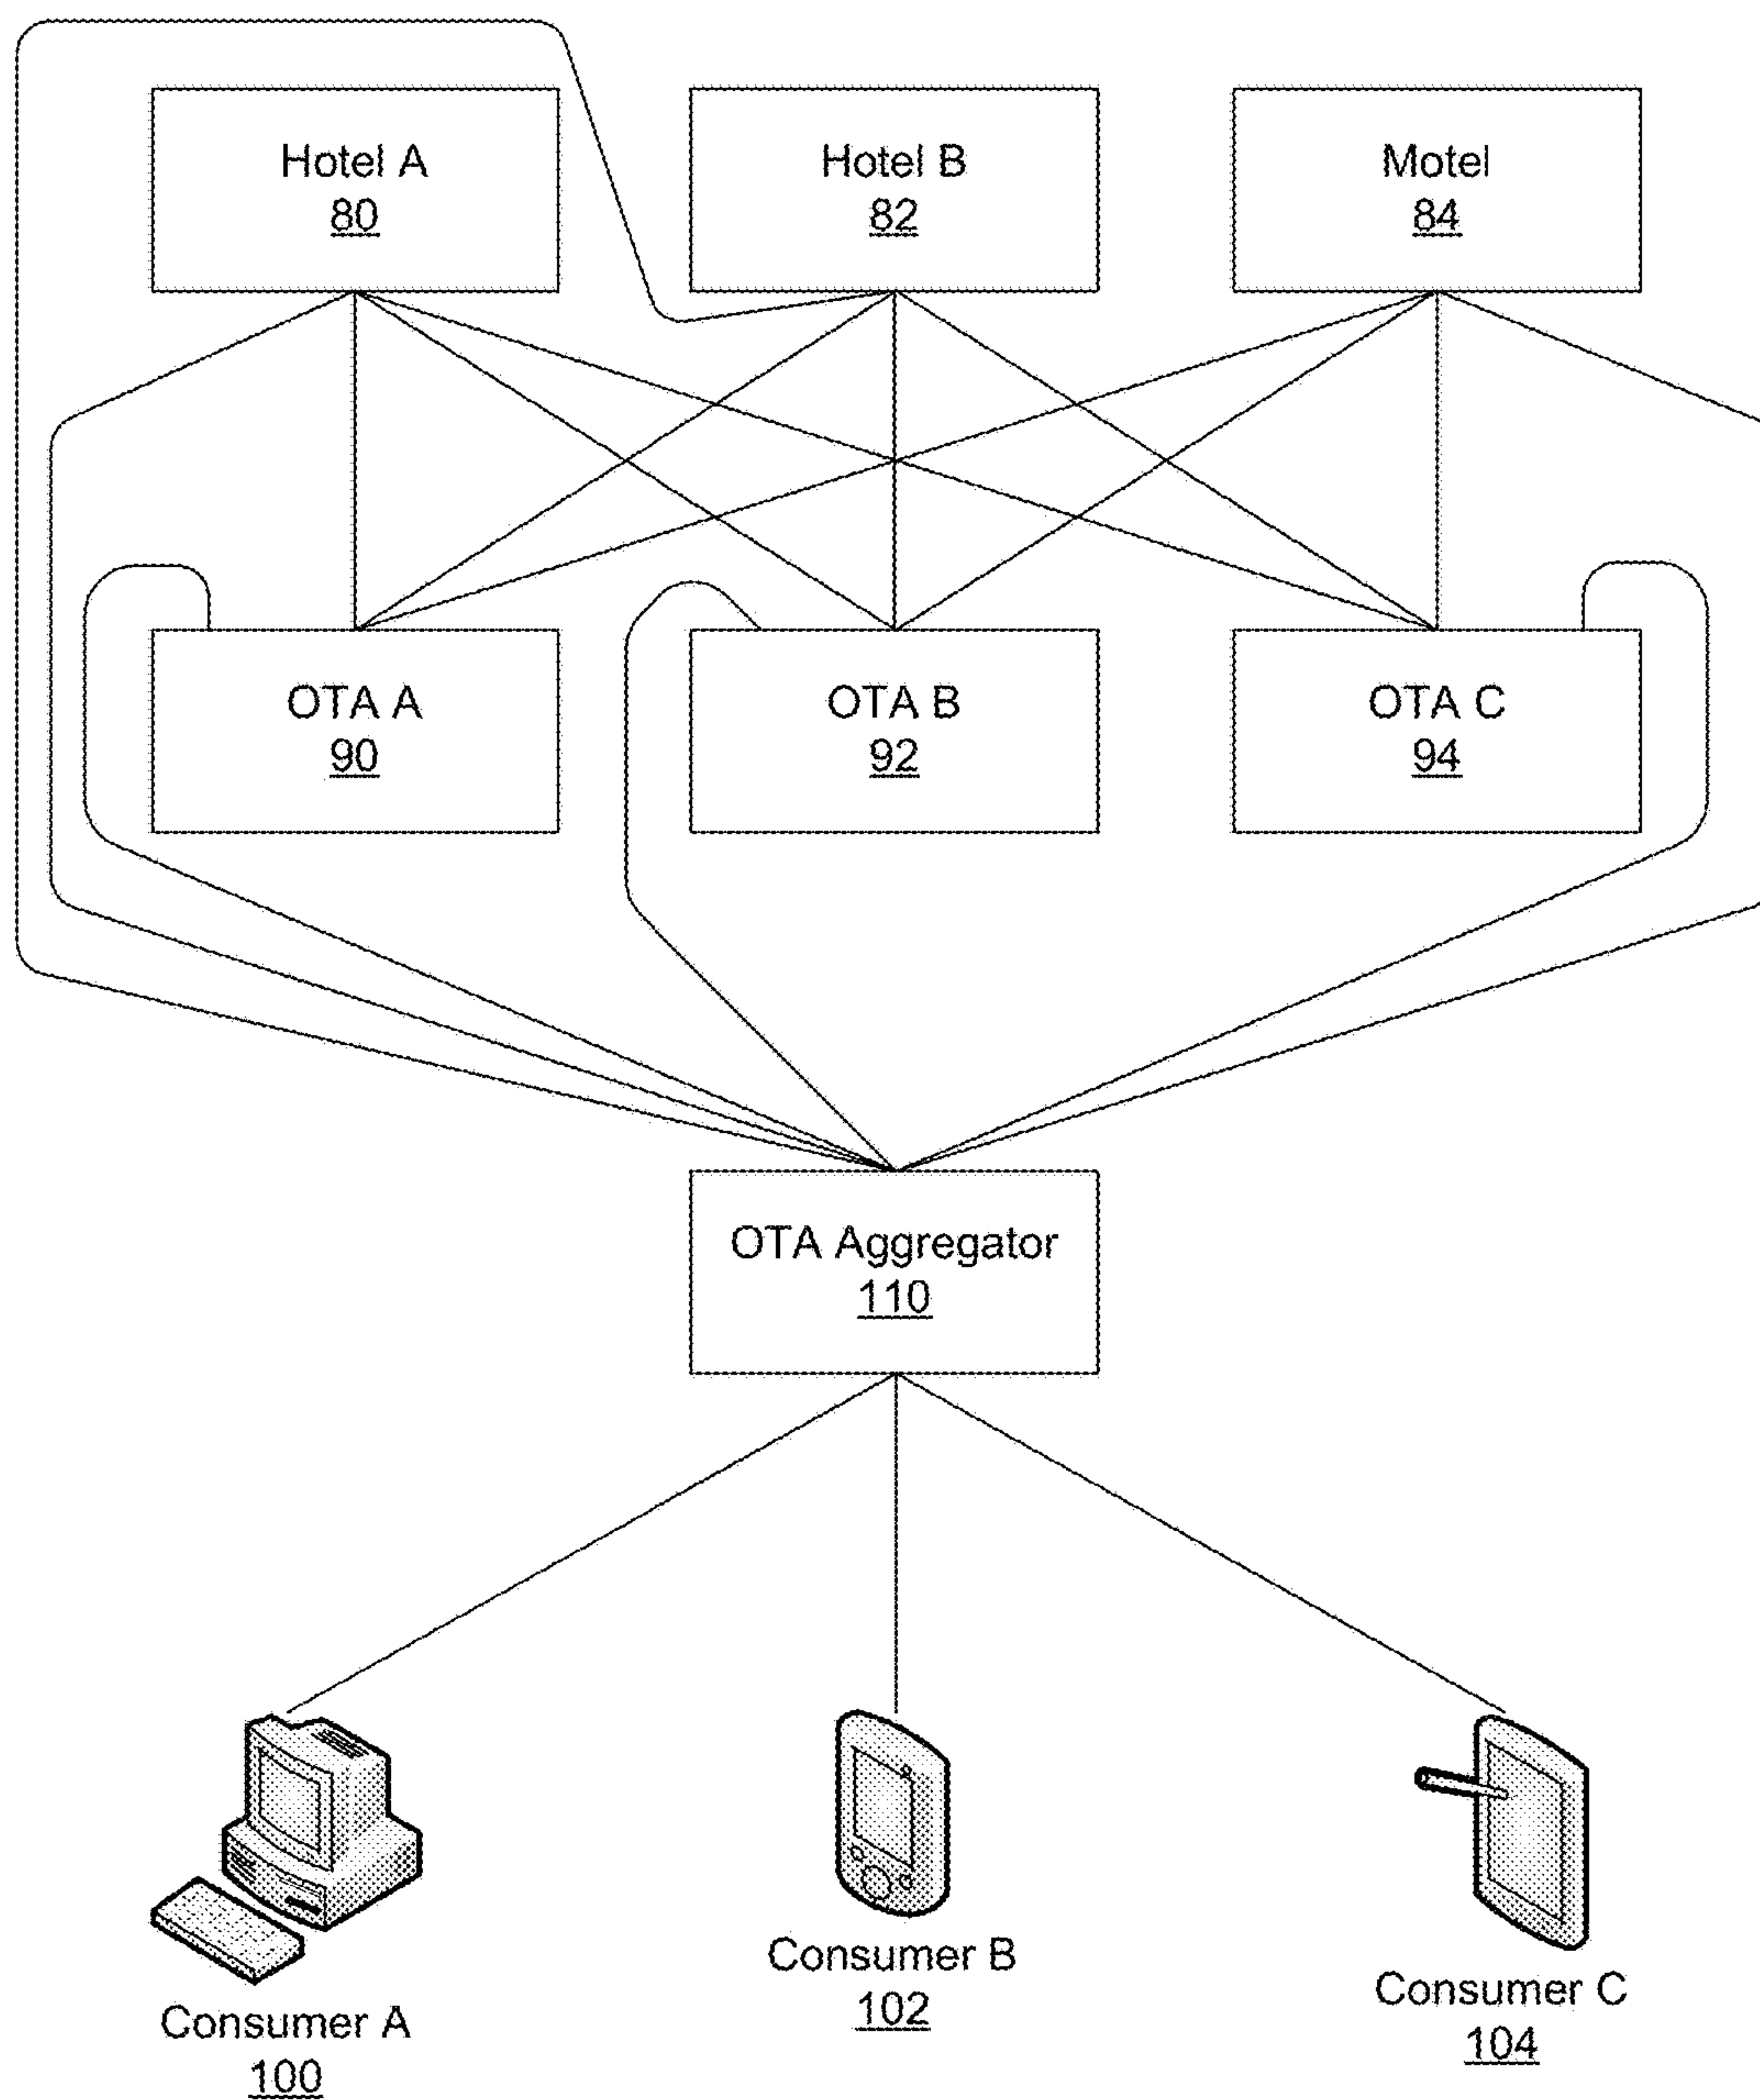 Hotel A
80
Hotel B
82
Motel
84
OTA A
90
OTA B
92
OTA C
94
OTA Aggregator
110
Consumer A
100
Consumer B
102
Consumer C
104